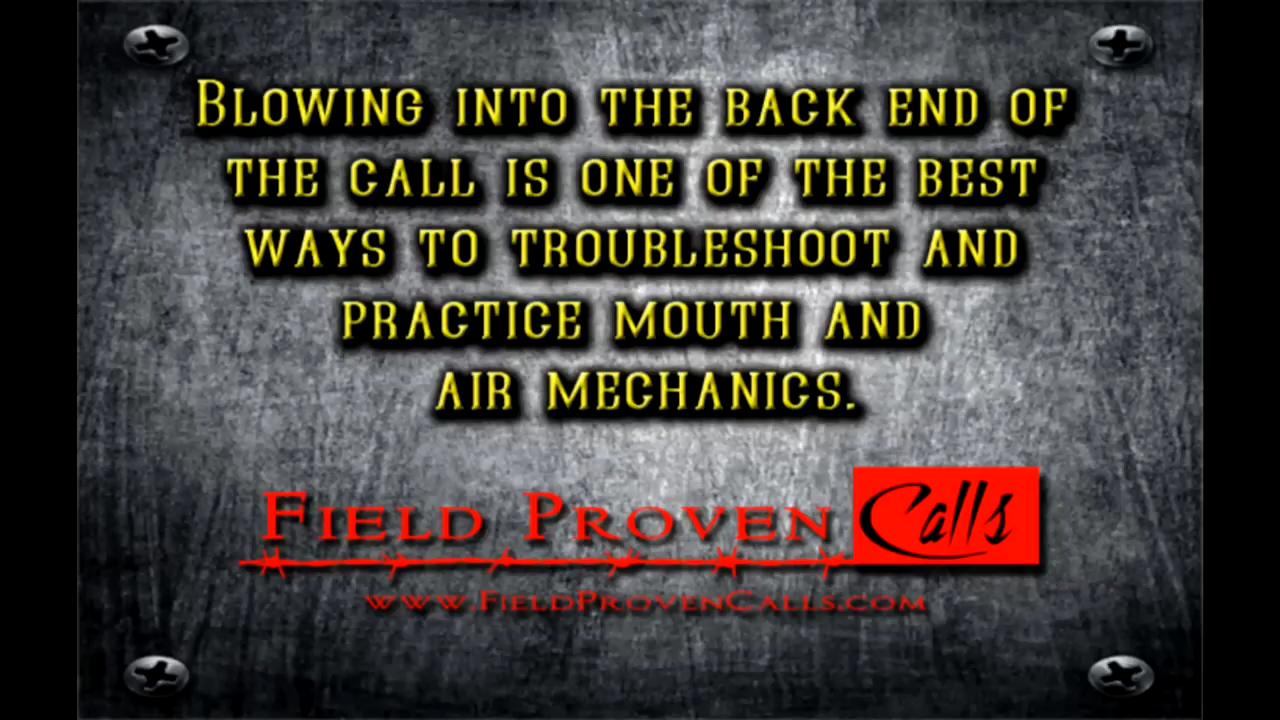 Blowing into the back end of
the call is one of the best
ways to troubleshoot and
practice mouth and
air mechanics.
Field Proven Calls
www.FieldProvenCalls.com